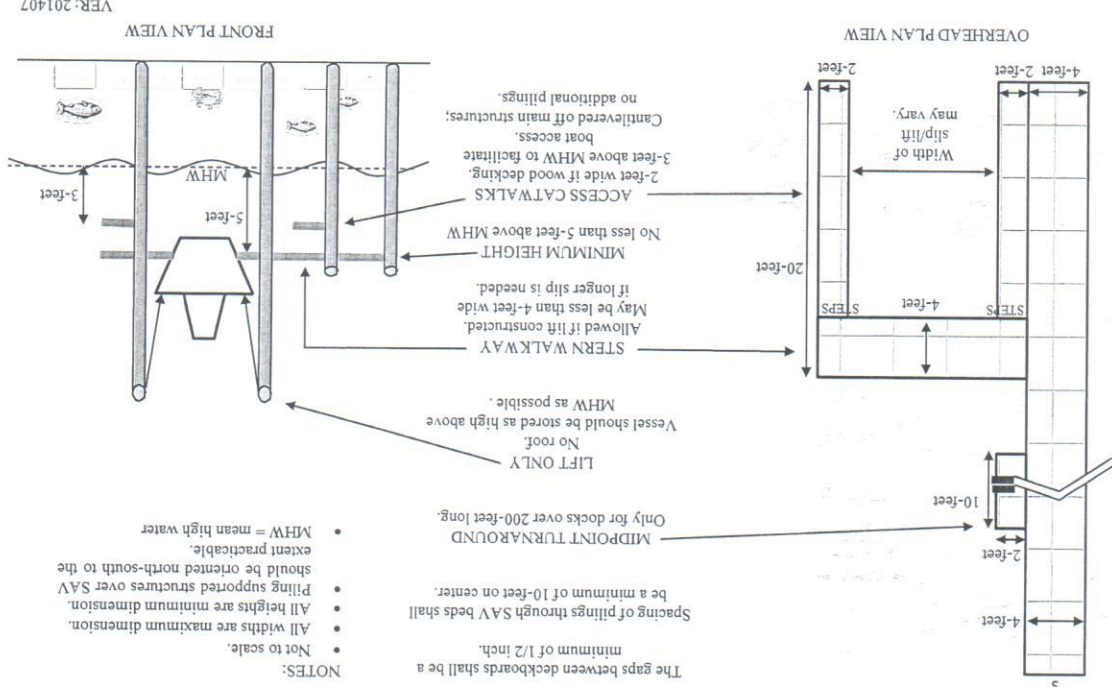 S
4-feet
2-feet
10-feet
4-feet
STEPS
STEPS
20-feet
Width of
slip/lift
may vary.
4-feet
2-feet
2-feet
OVERHEAD PLAN VIEW
The gaps between deckboards shall be a
minimum of 1/2 inch.
Spacing of pilings through SAV beds shall
be a minimum of 10-feet on center.
MIDPOINT TURNAROUND
Only for docks over 200-feet long.
LIFT ONLY
No roof.
Vessel should be stored as high above
MHW as possible .
STERN WALKWAY
Allowed if lift constructed.
May be less than 4-feet wide
if longer slip is needed.
MINIMUM HEIGHT
No less than 5-feet above MHW
ACCESS CATWALKS
2-feet wide if wood decking.
3-feet above MHW to facilitate
boat access.
Cantilevered off main structures;
no additional pilings.
NOTES:
• Not to scale.
• All widths are maximum dimension.
• All heights are minimum dimension.
• Piling supported structures over SAV
should be oriented north-south to the
extent practicable.
• MHW = mean high water
5-feet
3-feet
MHW
FRONT PLAN VIEW
VER: 201407